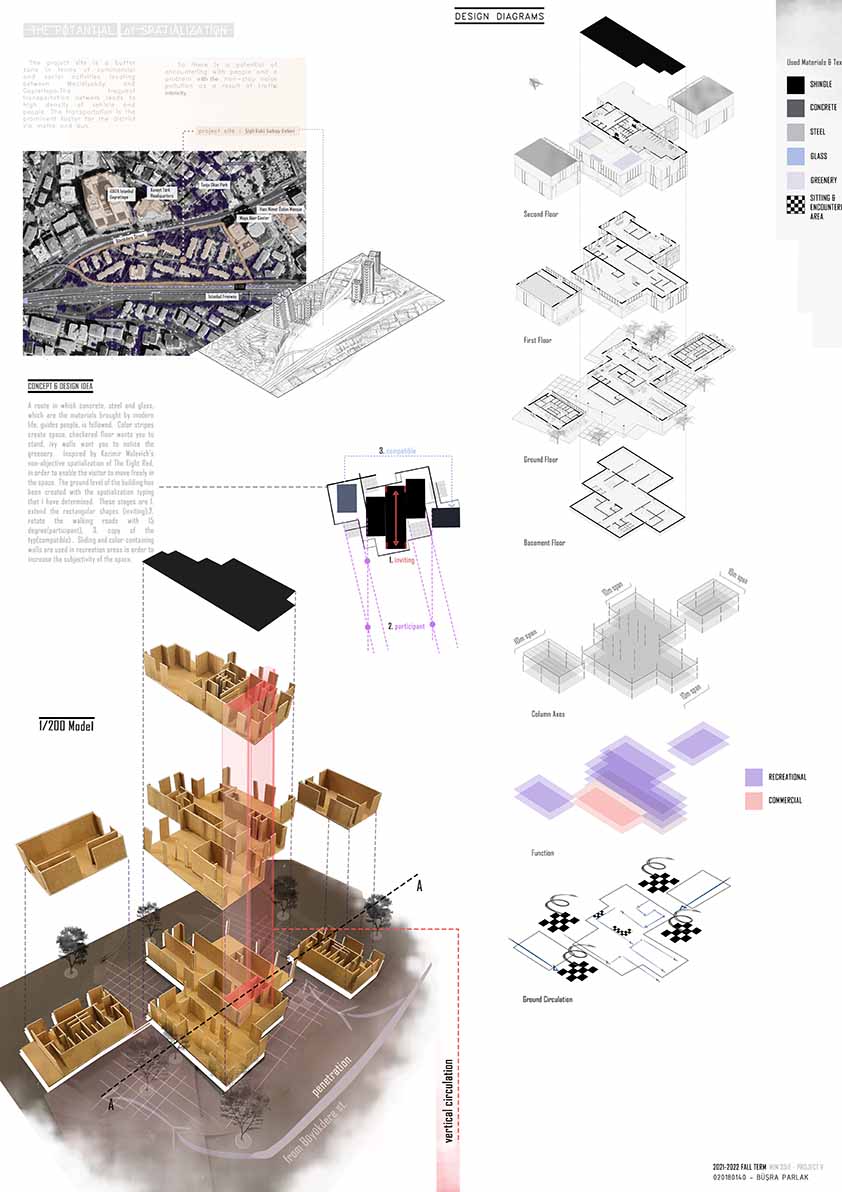 THE POTANTIAL of SPATIALIZATION
The project site is a buffer
zone in terms of commercial
and social activities locating
between Mecidiyeköy and
Gayrettepe. The frequent
transportation network leads to
high density of vehicle and
people. The transportation is the
prominent factor for the district
via metro and bus.
So there is a potential of
encountering with people and a
problem with the non-stop noise
pollution as a result of traffic
intensity.
project site : Şişli Eski Subay Evleri
Kuveyt Türk
Headquarters
Büyükdere Street
Istanbul Freeway
CONCEPT & DESIGN IDEA
A route in which concrete, steel and glass,
which are the materials brought by modern
life, guides people, is followed. Color stripes
create space, checkered floor wants you to
stand, ivy walls want you to notice the
greenery. Inspired by Kazimir Malevich's
non-objective spatialization of The Eight Red,
in order to enable the visitor to move freely in
the space. The ground level of the building has
been created with the spatialization typing
that I have determined. These stages are 1.
extend the rectangular shapes (inviting),2.
rotate the walking roads with 15
degree(participant), 3. copy of the
typ(compatible) . Sliding and color-containing
walls are used in recreation areas in order to
increase the subjectivity of the space.
3. compatible
1. inviting
2. participant
1/200 Model
A
A
penetration
from Büyükdere st.
vertical circulation
DESIGN DIAGRAMS
Second Floor
First Floor
Ground Floor
Basement Floor
10m span
10m span
10m span
10m span
Column Axes
RECREATIONAL
COMMERCIAL
Function
Ground Circulation
Used Materials & Tex
SHINGLE
CONCRETE
STEEL
GLASS
GREENERY
SITTING &
ENCOUNTER
AREA
2021-2022 FALL TERM MIM 331E - PROJECT V
020180140 - BÜŞRA PARLAK